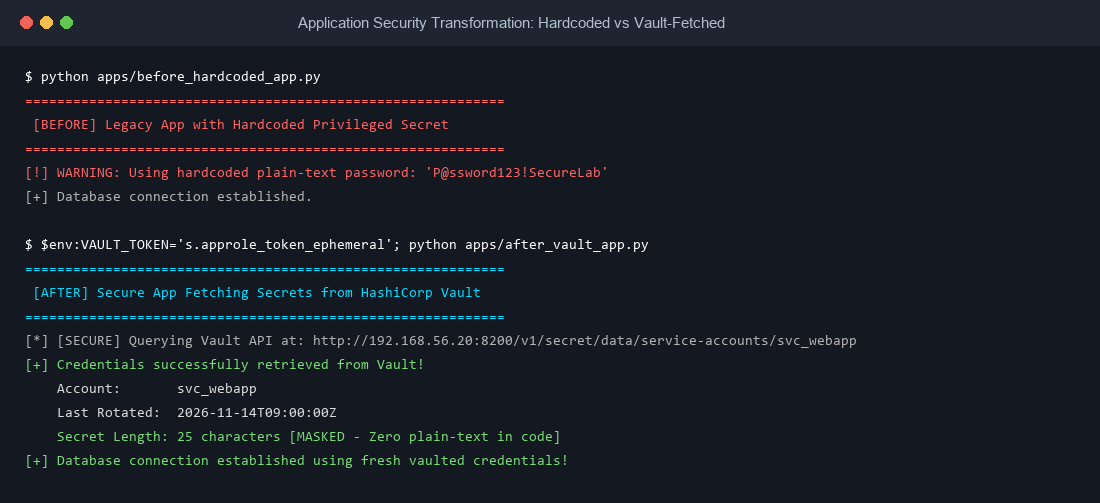 Application Security Transformation: Hardcoded vs Vault-Fetched
$ python apps/before_hardcoded_app.py
============================================================
[BEFORE] Legacy App with Hardcoded Privileged Secret
============================================================
[!] WARNING: Using hardcoded plain-text password: 'P@ssword123!SecureLab'
[+] Database connection established.
$ $env:VAULT_TOKEN='s.approle_token_ephemeral'; python apps/after_vault_app.py
============================================================
[AFTER] Secure App Fetching Secrets from HashiCorp Vault
============================================================
[*] [SECURE] Querying Vault API at: http://192.168.56.20:8200/v1/secret/data/service-accounts/svc_webapp
[+] Credentials successfully retrieved from Vault!
Account: svc_webapp
Last Rotated: 2026-11-14T09:00:00Z
Secret Length: 25 characters [MASKED - Zero plain-text in code]
[+] Database connection established using fresh vaulted credentials!